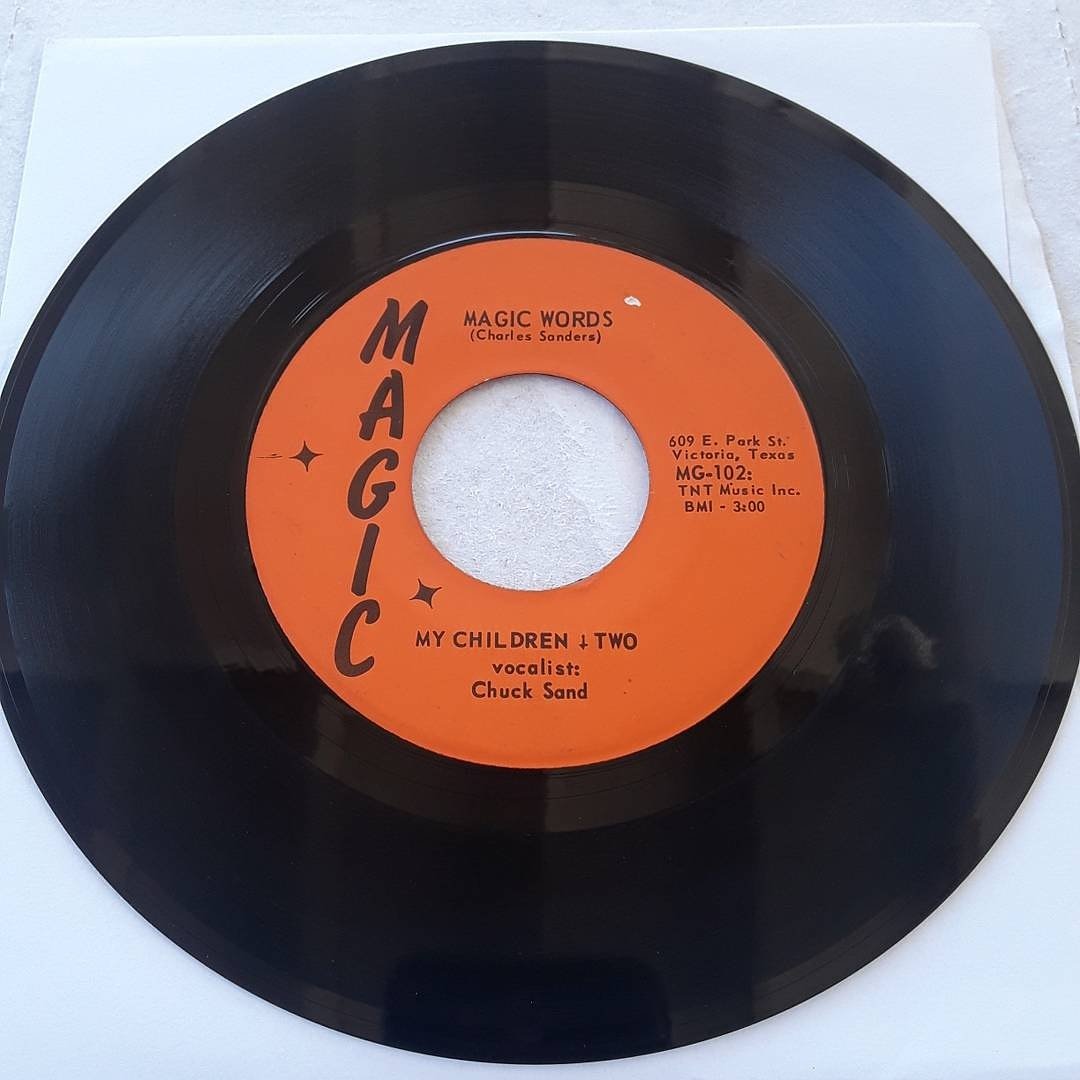 MAGIC
MAGIC WORDS
(Charles Sanders)
609 E. Park St.
Victoria, Texas
MG-102:
TNT Music Inc.
BMI - 3:00
MY CHILDREN + TWO
vocalist:
Chuck Sand